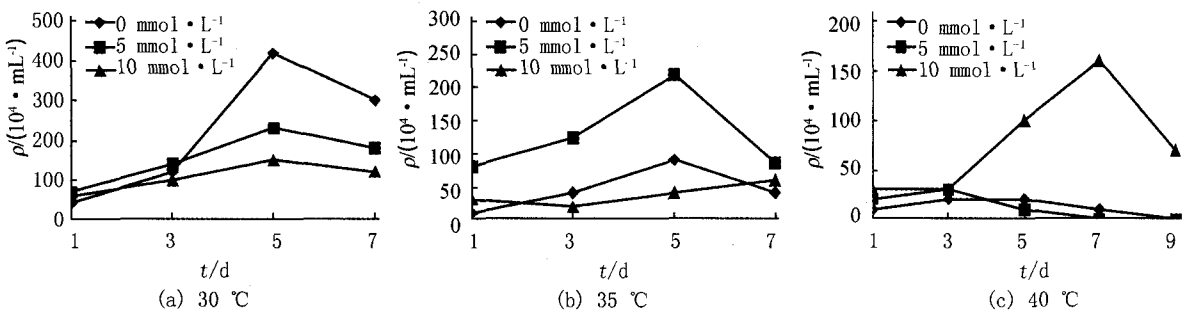 500
400
300
200
100
0
ρ/(10⁴ · mL⁻¹)
0 mmol · L⁻¹
5 mmol · L⁻¹
10 mmol · L⁻¹
1 3 5 7
t/d
(a) 30 ℃
350
300
250
200
150
100
50
0
ρ/(10⁴ · mL⁻¹)
0 mmol · L⁻¹
5 mmol · L⁻¹
10 mmol · L⁻¹
1 3 5 7
t/d
(b) 35 ℃
200
150
100
50
0
ρ/(10⁴ · mL⁻¹)
0 mmol · L⁻¹
5 mmol · L⁻¹
10 mmol · L⁻¹
1 3 5 7 9
t/d
(c) 40 ℃